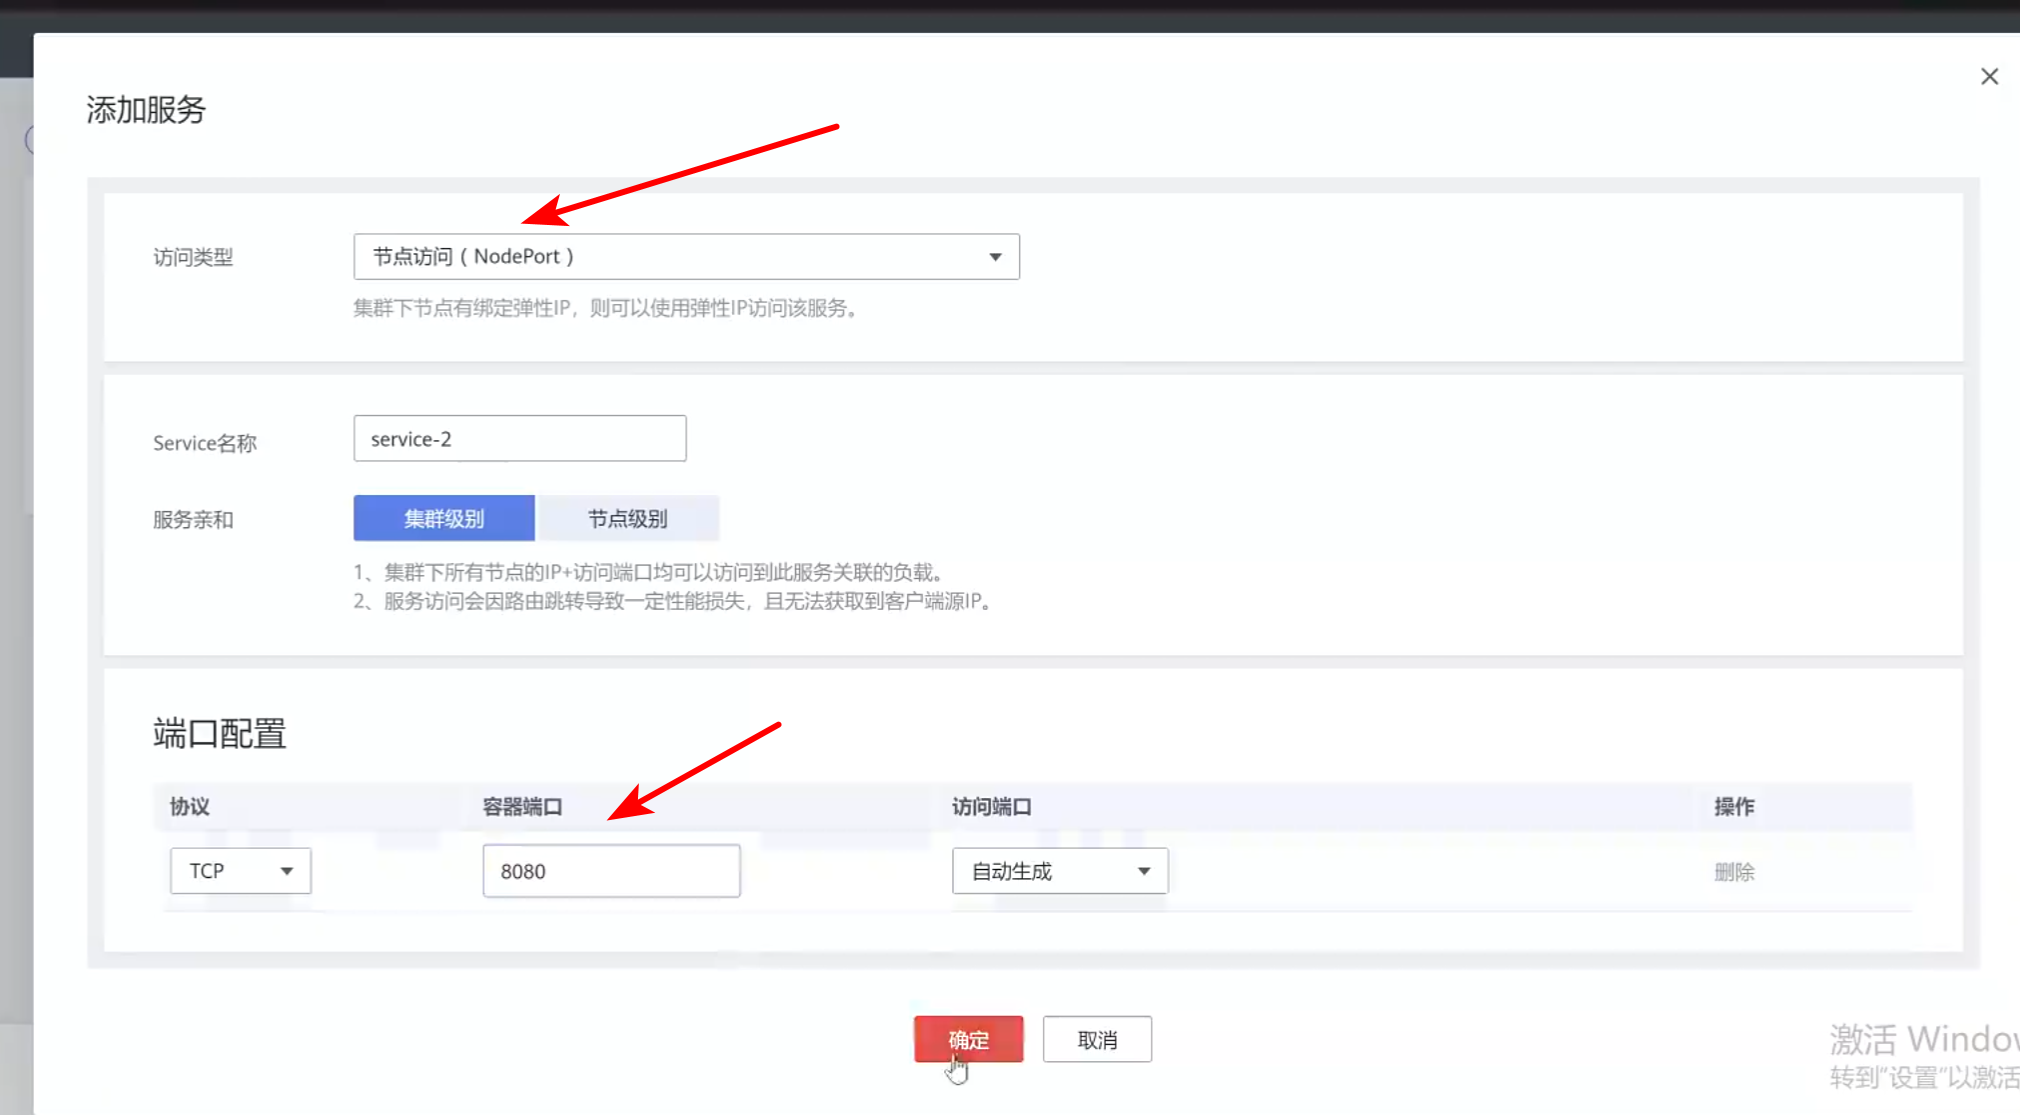 添加服务
访问类型
节点访问 ( NodePort )
集群下节点有绑定弹性IP，则可以使用弹性IP访问该服务。
Service名称
service-2
服务亲和
集群级别 节点级别
1、集群下所有节点的IP+访问端口均可以访问到此服务关联的负载。
2、服务访问会因路由跳转导致一定性能损失，且无法获取到客户端源IP。
端口配置
协议 容器端口 访问端口 操作
TCP 8080 自动生成 删除
确定 取消
激活 Window
转到“设置”以激活